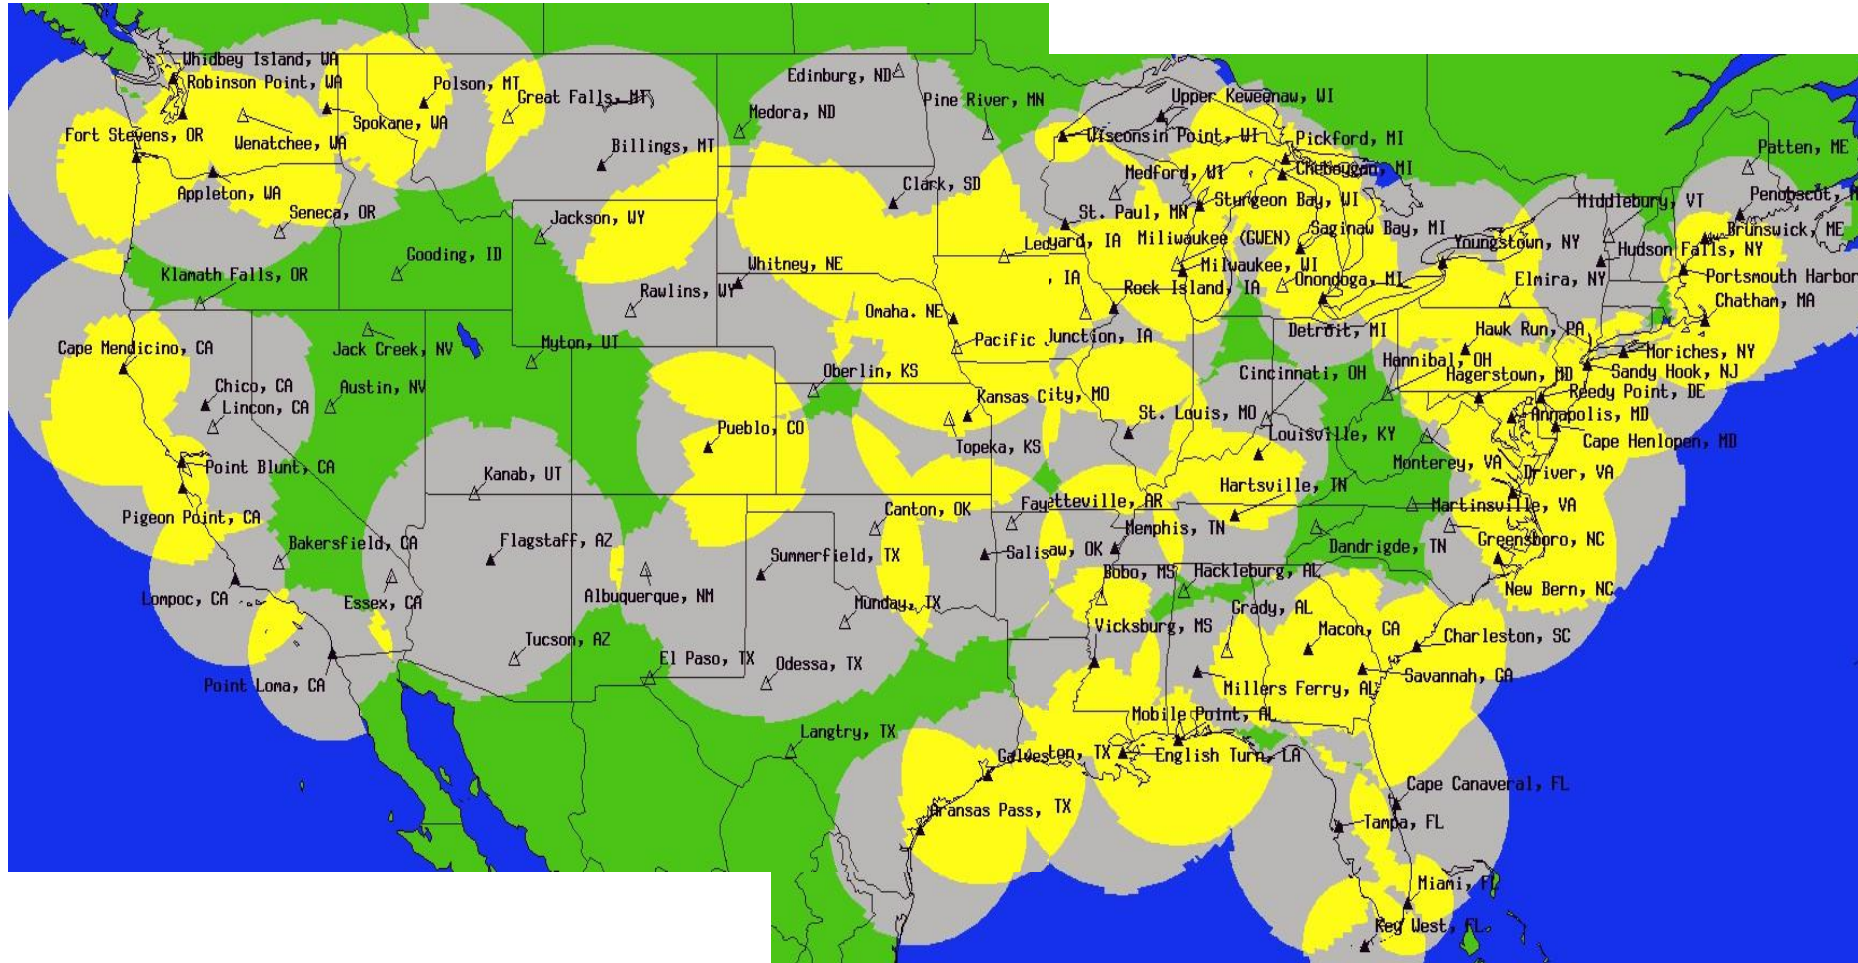 Whidbey Island, WA
Robinson Point, WA
Polson, MT
Great Falls, MT
Edinburg, ND
Pine River, MN
Medora, ND
Upper Keweenaw, WI
Fort Stevens, OR
Wenatchee, WA
Spokane, WA
Billings, MT
Wisconsin Point, WI
Pickford, MI
Cheboygan, MI
Patten, ME
Appleton, WA
Seneca, OR
Clark, SD
Medford, WI
Sturgeon Bay, WI
Middlebury, VT
Penobscot, M
Jackson, WY
St. Paul, MN
Saginaw Bay, MI
Brunswick, ME
Gooding, ID
Ledyard, IA
Miliwaukee (GWEN)
Youngstown, NY
Hudson Falls, NY
Klamath Falls, OR
Whitney, NE
Milwaukee, WI
Portsmouth Harbor
Rawlins, WY
, IA
Rock Island, IA
Onondoga, MI
Elmira, NY
Chatham, MA
Omaha. NE
Detroit, MI
Hawk Run, PA
Cape Mendicino, CA
Jack Creek, NV
Myton, UT
Pacific Junction, IA
Hannibal, OH
Moriches, NY
Chico, CA
Austin, NV
Oberlin, KS
Cincinnati, OH
Hagerstown, MD
Sandy Hook, NJ
Lincon, CA
Kansas City, MO
Reedy Point, DE
Pueblo, CO
St. Louis, MO
Annapolis, MD
Topeka, KS
Louisville, KY
Cape Henlopen, MD
Point Blunt, CA
Kanab, UT
Monterey, VA
Driver, VA
Pigeon Point, CA
Canton, OK
Fayetteville, AR
Hartsville, TN
Martinsville, VA
Bakersfield, CA
Flagstaff, AZ
Summerfield, TX
Salisaw, OK
Memphis, TN
Dandrigde, TN
Greensboro, NC
Lompoc, CA
Essex, CA
Albuquerque, NM
Munday, TX
Bobo, MS
Hackleburg, AL
New Bern, NC
Grady, AL
Vicksburg, MS
Macon, GA
Charleston, SC
Tucson, AZ
El Paso, TX
Odessa, TX
Savannah, GA
Point Loma, CA
Millers Ferry, AL
Mobile Point, AL
Langtry, TX
Galveston, TX
English Turn, LA
Cape Canaveral, FL
Aransas Pass, TX
Tampa, FL
Miami, FL
Key West, FL